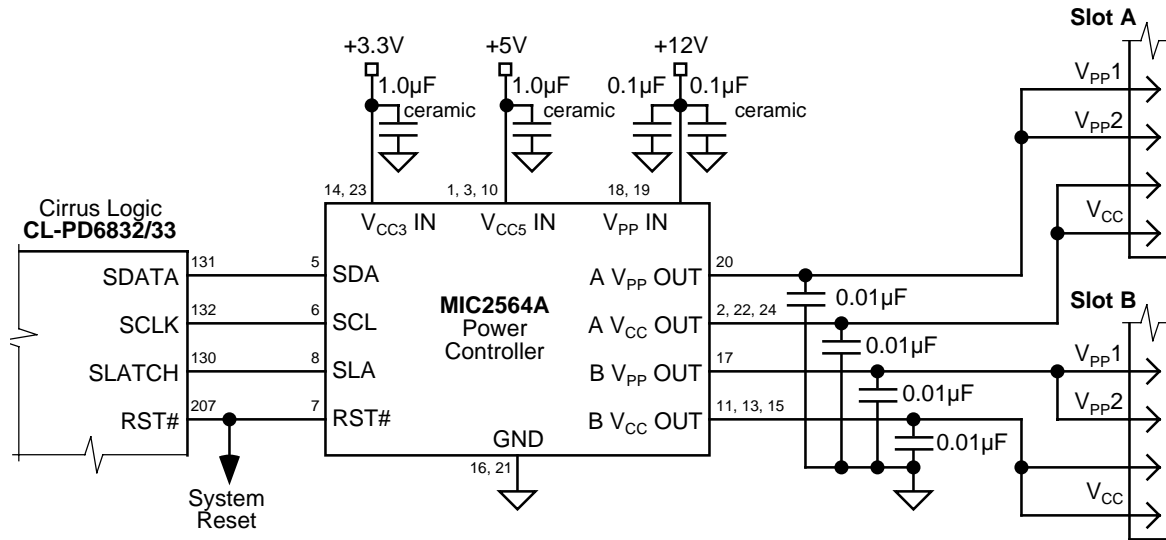 Slot A
+3.3V
+5V
+12V
1.0µF
ceramic
1.0µF
ceramic
0.1µF
0.1µF
ceramic
VPP1
VPP2
VCC
14, 23
1, 3, 10
18, 19
VCC3 IN
VCC5 IN
VPP IN
Cirrus Logic
CL-PD6832/33
SDATA
131
5
SDA
SCLK
132
6
SCL
SLATCH
130
8
SLA
RST#
207
7
RST#
System
Reset
MIC2564A
Power
Controller
GND
16, 21
A VPP OUT
20
A VCC OUT
2, 22, 24
B VPP OUT
17
B VCC OUT
11, 13, 15
0.01µF
0.01µF
0.01µF
0.01µF
Slot B
VPP1
VPP2
VCC